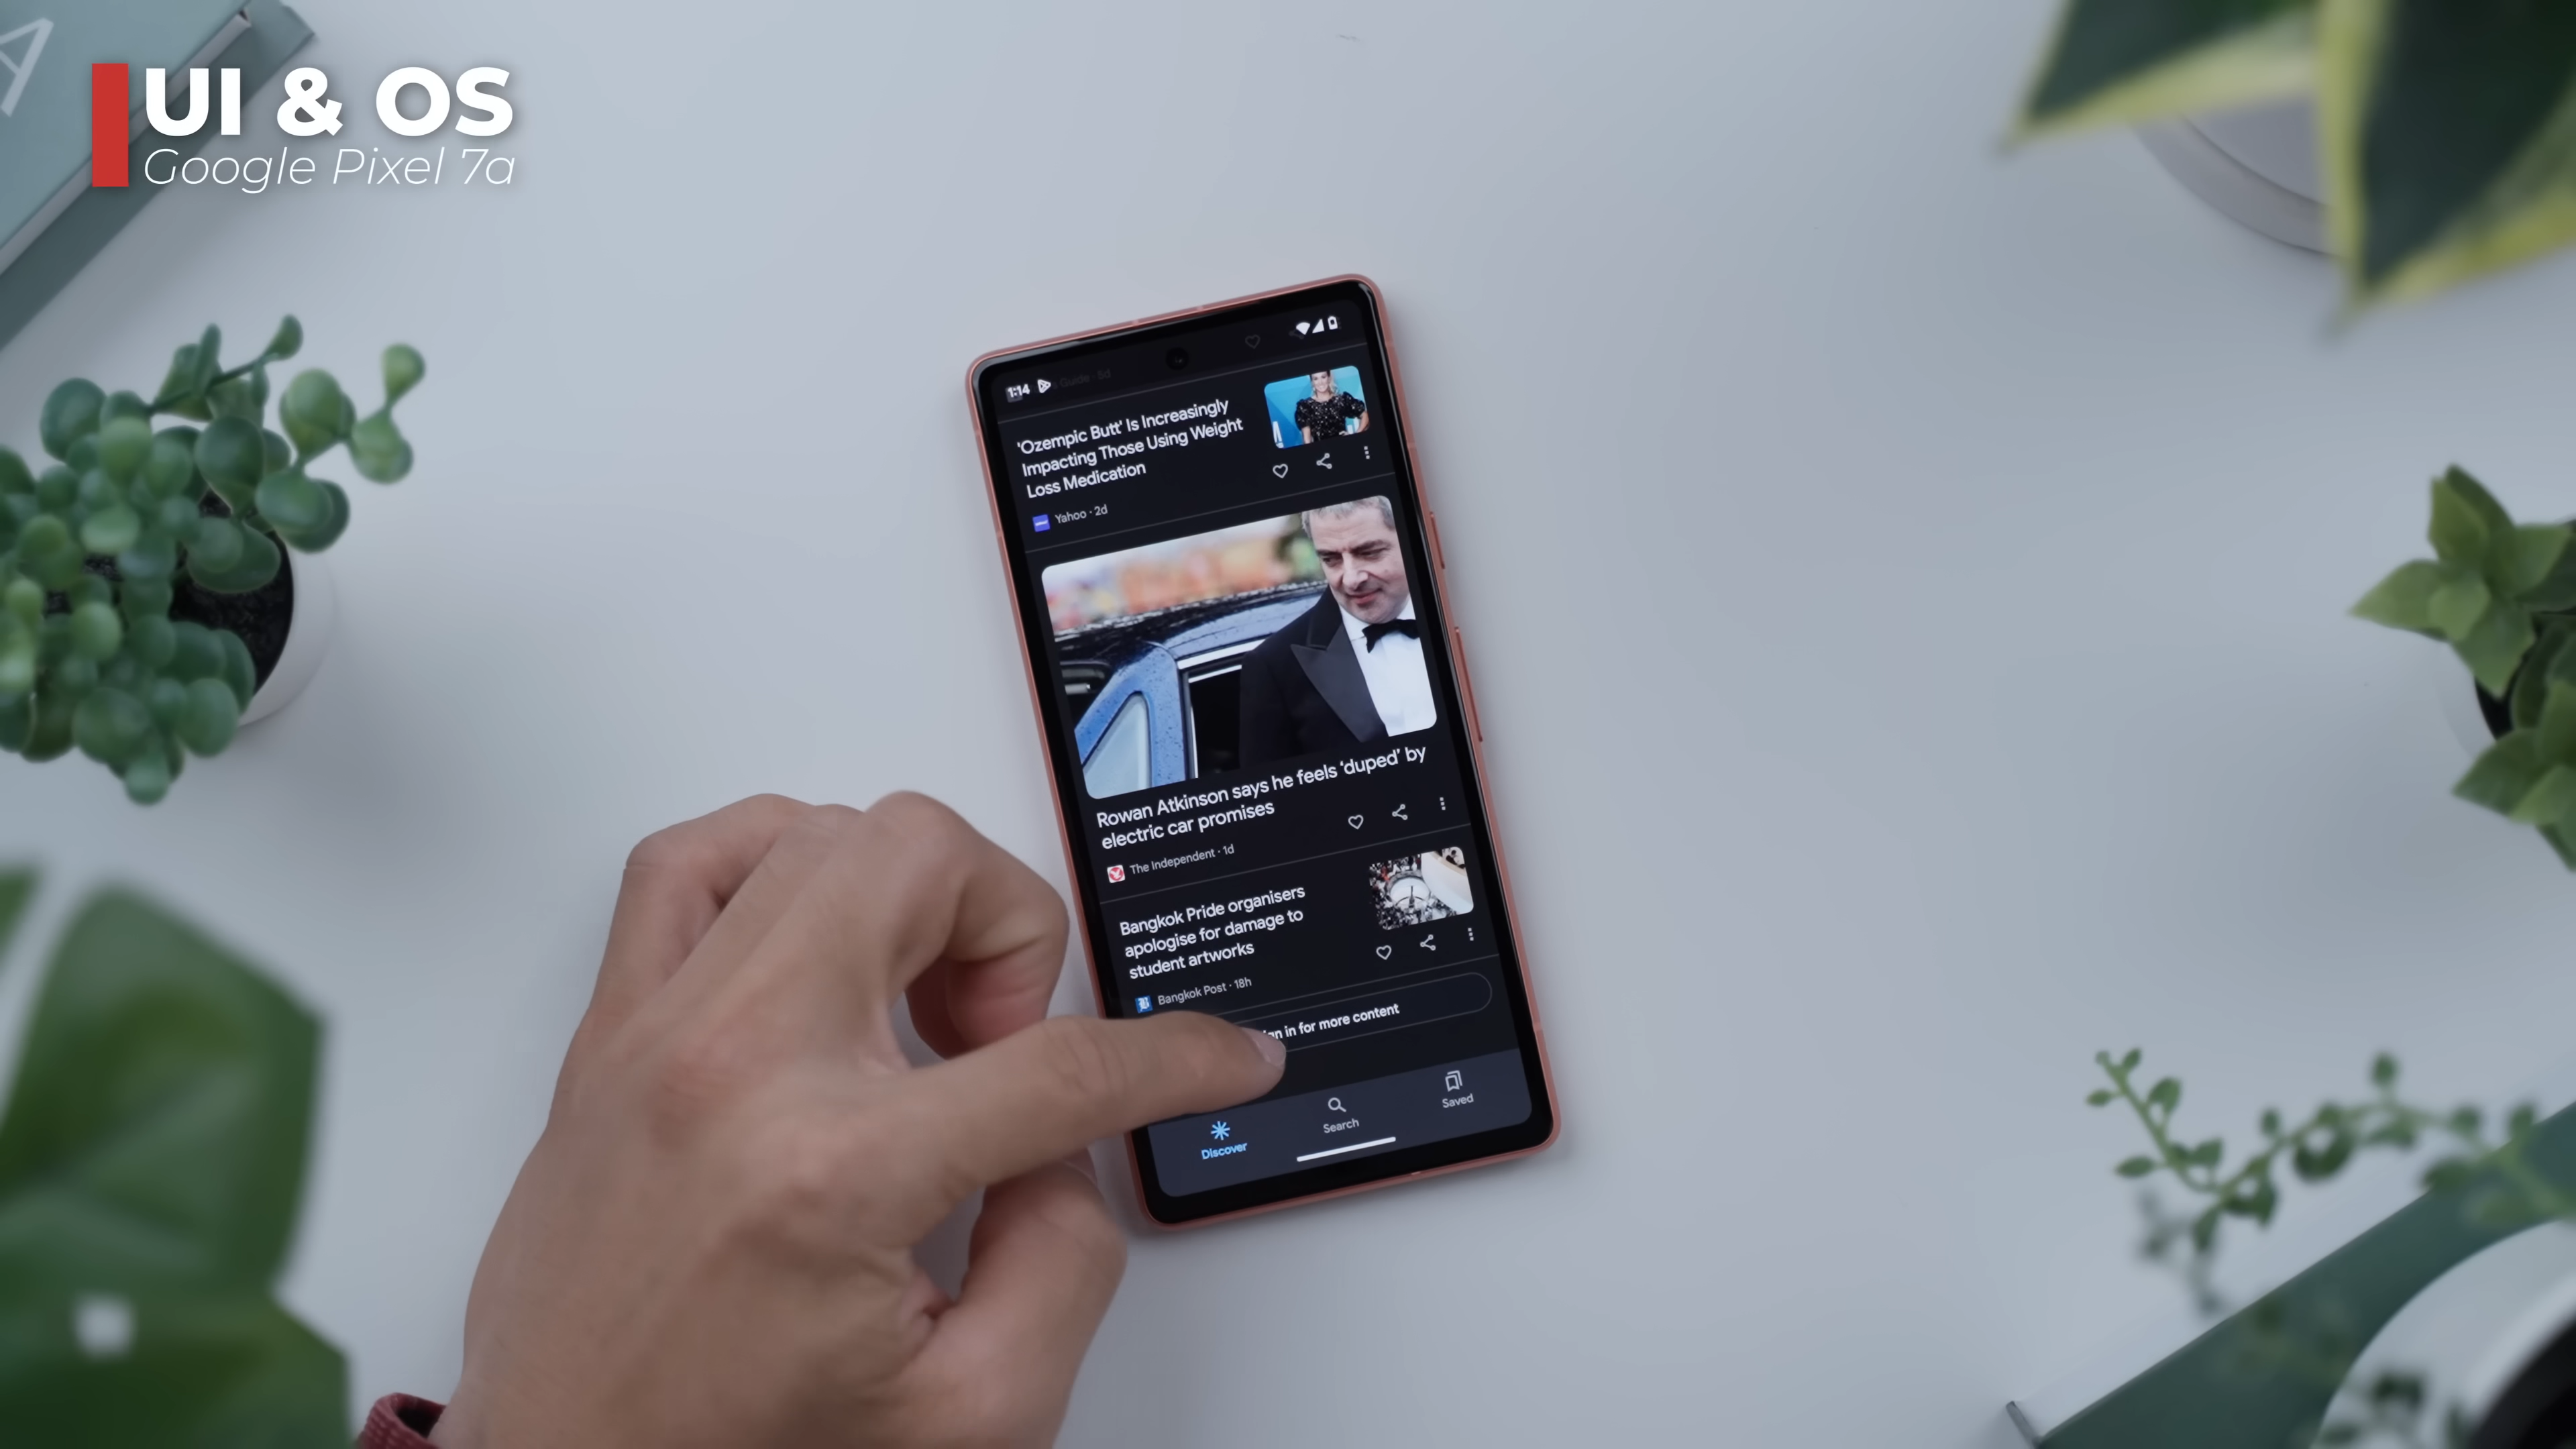 A
UI & OS
Google Pixel 7a
1:14
Guide · 5d
'Ozempic Butt' Is Increasingly
Impacting Those Using Weight
Loss Medication
Yahoo · 2d
Rowan Atkinson says he feels ‘duped’ by
electric car promises
The Independent · 1d
Bangkok Pride organisers
apologise for damage to
student artworks
Bangkok Post · 18h
in for more content
Discover
Search
Saved